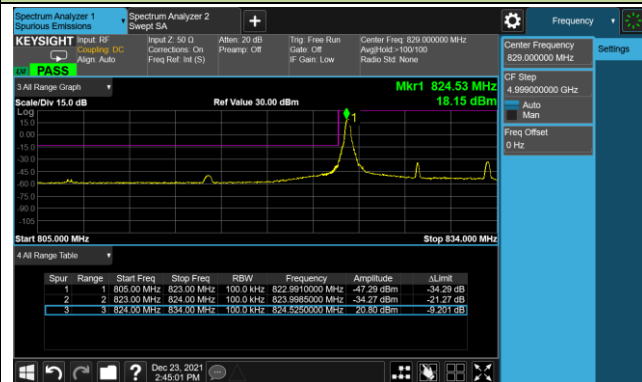 Spectrum Analyzer 1
Spurious Emissions
Spectrum Analyzer 2
Swept SA
+
Frequency
KEYSIGHT
Input: RF
Coupling: DC
Align: Auto
Input Z: 50 Ω
Corrections: On
Freq Ref: Int (S)
Atten: 20 dB
Preamp: Off
Trig: Free Run
Gate: Off
IF Gain: Low
Center Freq: 829.000000 MHz
Avg|Hold:>100/100
Radio Std: None
PASS
Center Frequency
829.000000 MHz
Settings
CF Step
4.999000000 GHz
Auto
Man
Freq Offset
0 Hz
3 All Range Graph
Mkr1 824.53 MHz
Scale/Div 15.0 dB
Ref Value 30.00 dBm
18.15 dBm
Log
15.0
0.00
-15.0
-30.0
-45.0
-60.0
-75.0
-90.0
-105
1
Start 805.000 MHz
Stop 834.000 MHz
4 All Range Table
Spur Range Start Freq Stop Freq RBW Frequency Amplitude ΔLimit
1 1 805.00 MHz 823.00 MHz 100.0 kHz 822.9910000 MHz -47.29 dBm -34.29 dB
2 2 823.00 MHz 824.00 MHz 100.0 kHz 823.9985000 MHz -34.27 dBm -21.27 dB
3 3 824.00 MHz 834.00 MHz 100.0 kHz 824.5250000 MHz 20.80 dBm -9.201 dB
?
Dec 23, 2021
2:45:01 PM